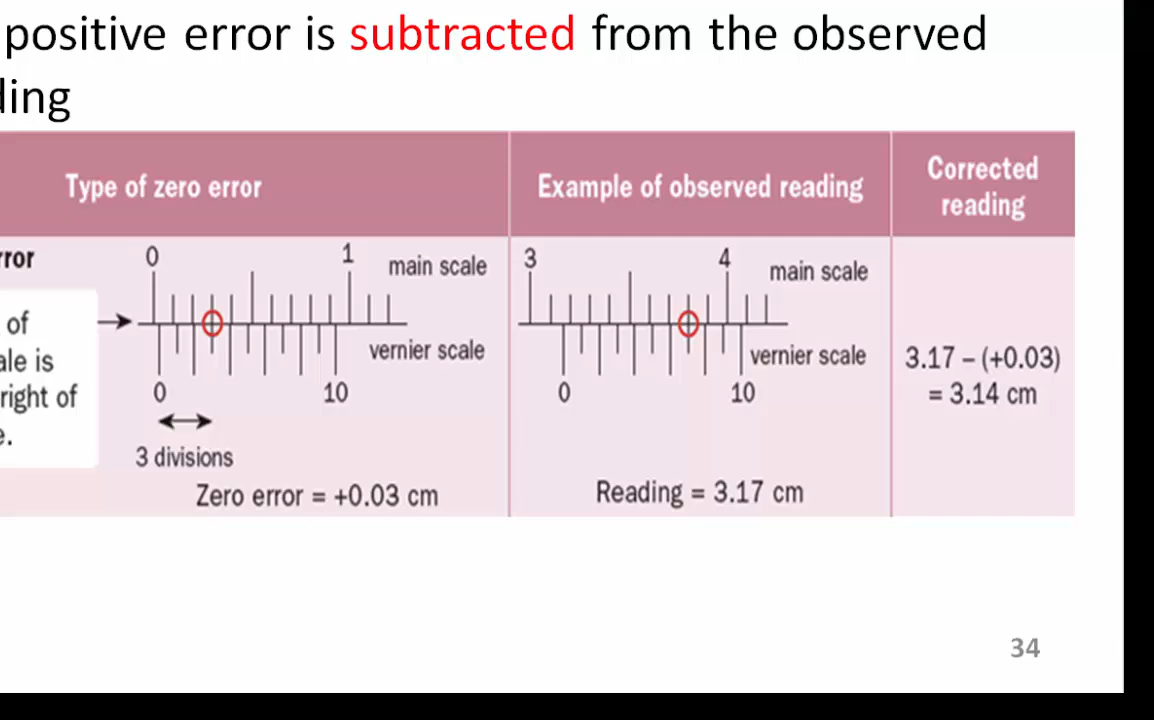 positive error is subtracted from the observed
ding
Type of zero error
Example of observed reading
Corrected
reading
rror
of
ale is
right of
e.
0 1 main scale
vernier scale
0 10
3 divisions
Zero error = +0.03 cm
3 4 main scale
vernier scale
0 10
Reading = 3.17 cm
3.17 – (+0.03)
= 3.14 cm
34